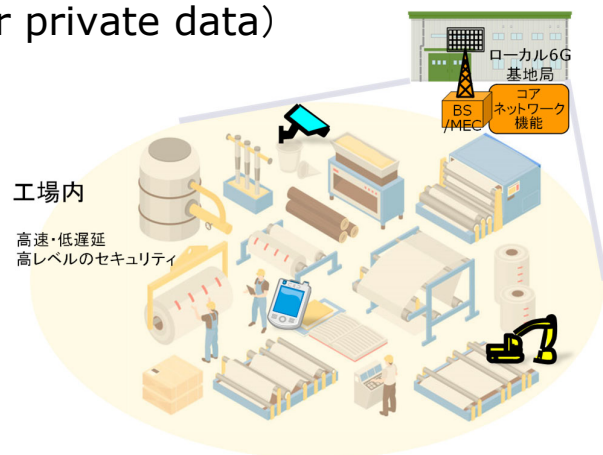 r private data）
ローカル6G
基地局
BS
/MEC
コア
ネットワーク
機能
工場内
高速・低遅延
高レベルのセキュリティ